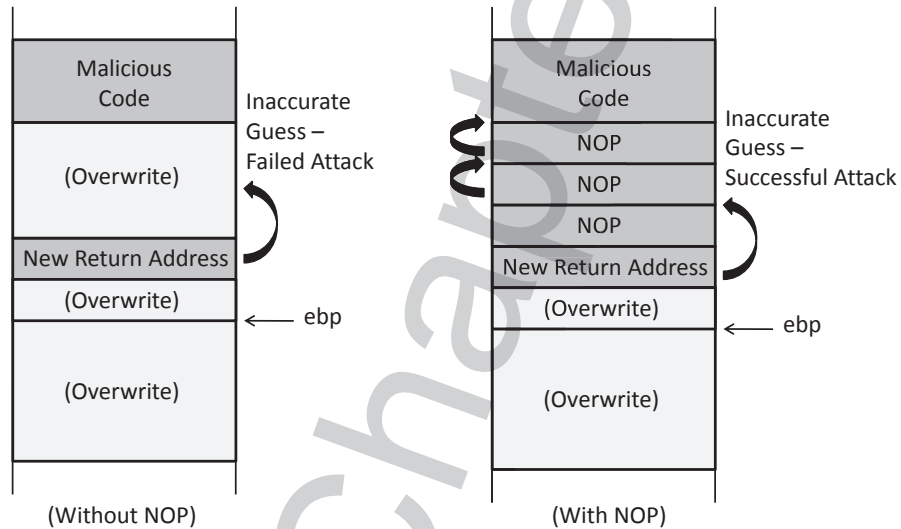 Malicious
Code
(Overwrite)
New Return Address
(Overwrite)
(Overwrite)
Inaccurate
Guess –
Failed Attack
ebp
(Without NOP)
Malicious
Code
NOP
NOP
NOP
New Return Address
(Overwrite)
(Overwrite)
Inaccurate
Guess –
Successful Attack
ebp
(With NOP)
Chapte